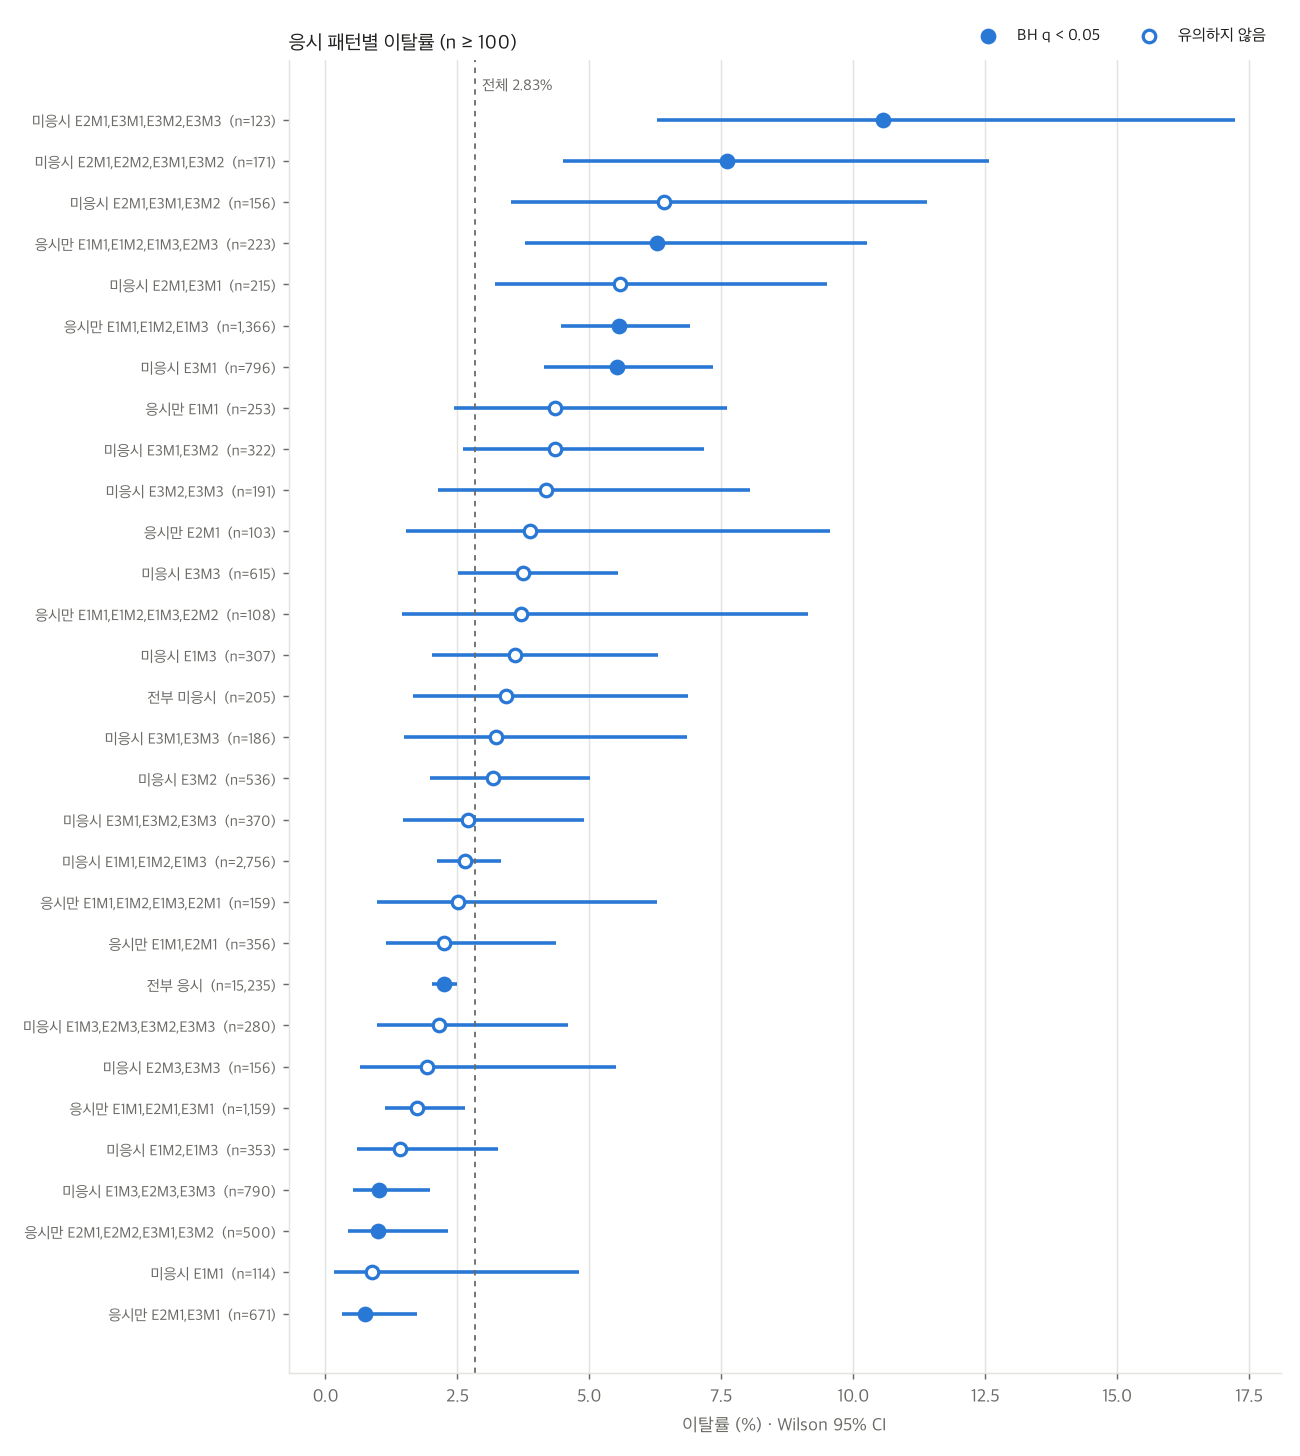 응시 패턴별 이탈률 (n ≥ 100)
BH q < 0.05
유의하지 않음
전체 2.83%
미응시 E2M1,E3M1,E3M2,E3M3 (n=123)
미응시 E2M1,E2M2,E3M1,E3M2 (n=171)
미응시 E2M1,E3M1,E3M2 (n=156)
응시만 E1M1,E1M2,E1M3,E2M3 (n=223)
미응시 E2M1,E3M1 (n=215)
응시만 E1M1,E1M2,E1M3 (n=1,366)
미응시 E3M1 (n=796)
응시만 E1M1 (n=253)
미응시 E3M1,E3M2 (n=322)
미응시 E3M2,E3M3 (n=191)
응시만 E2M1 (n=103)
미응시 E3M3 (n=615)
응시만 E1M1,E1M2,E1M3,E2M2 (n=108)
미응시 E1M3 (n=307)
전부 미응시 (n=205)
미응시 E3M1,E3M3 (n=186)
미응시 E3M2 (n=536)
미응시 E3M1,E3M2,E3M3 (n=370)
미응시 E1M1,E1M2,E1M3 (n=2,756)
응시만 E1M1,E1M2,E1M3,E2M1 (n=159)
응시만 E1M1,E2M1 (n=356)
전부 응시 (n=15,235)
미응시 E1M3,E2M3,E3M2,E3M3 (n=280)
미응시 E2M3,E3M3 (n=156)
응시만 E1M1,E2M1,E3M1 (n=1,159)
미응시 E1M2,E1M3 (n=353)
미응시 E1M3,E2M3,E3M3 (n=790)
응시만 E2M1,E2M2,E3M1,E3M2 (n=500)
미응시 E1M1 (n=114)
응시만 E2M1,E3M1 (n=671)
0.0 2.5 5.0 7.5 10.0 12.5 15.0 17.5
이탈률 (%) · Wilson 95% CI